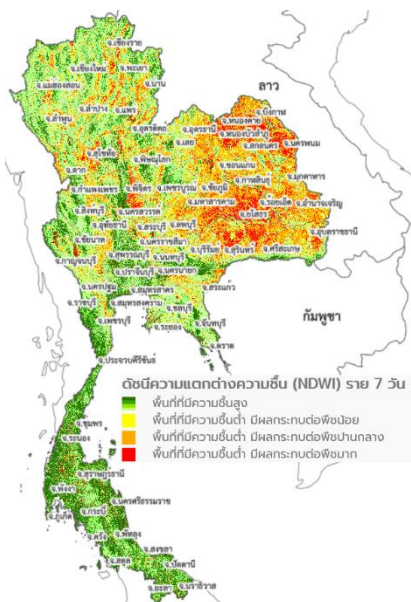 จ.เชียงราย
จ.เชียงใหม่
จ.พะเยา
จ.แม่ฮ่องสอน
จ.น่าน
จ.ลำปาง
จ.แพร่
จ.ลำพูน
จ.อุตรดิตถ์
ลาว
จ.บึงกาฬ
จ.หนองคาย
จ.อุดรธานี
จ.หนองบัวลำภู
จ.เลย
จ.สกลนคร
จ.นครพนม
จ.สุโขทัย
จ.พิษณุโลก
จ.ตาก
จ.ขอนแก่น
จ.มุกดาหาร
จ.กำแพงเพชร
จ.พิจิตร
จ.เพชรบูรณ์
จ.ชัยภูมิ
จ.กาฬสินธุ์
จ.มหาสารคาม
จ.ร้อยเอ็ด
จ.อำนาจเจริญ
จ.ยโสธร
จ.สิงหบุรี
จ.นครสวรรค์
จ.อุทัยธานี
จ.สระบุรี
จ.ลพบุรี
จ.อุบลราชธานี
จ.ชัยนาท
จ.นครราชสีมา
จ.บุรีรัมย์
จ.สุรินทร์
จ.ศรีสะเกษ
จ.กาญจนบุรี
จ.สุพรรณบุรี
จ.นนทบุรี
จ.ปราจีนบุรี
จ.นครนายก
จ.สระแก้ว
จ.นครปฐม
จ.สมุทรสาคร
จ.ราชบุรี
จ.สมุทรสงคราม
จ.ชลบุรี
จ.เพชรบุรี
จ.ระยอง
จ.จันทบุรี
กัมพูชา
จ.ตราด
จ.ประจวบคีรีขันธ์
ดัชนีความแตกต่างความชื้น (NDWI) ราย 7 วัน
พื้นที่ที่มีความชื้นสูง
พื้นที่ที่มีความชื้นต่ำ มีผลกระทบต่อพืชน้อย
พื้นที่ที่มีความชื้นต่ำ มีผลกระทบต่อพืชปานกลาง
พื้นที่ที่มีความชื้นต่ำ มีผลกระทบต่อพืชมาก
จ.ชุมพร
จ.ระนอง
จ.สุราษฎร์ธานี
จ.พังงา
จ.นครศรีธรรมราช
จ.กระบี่
จ.ภูเก็ต
จ.ตรัง
จ.พัทลุง
จ.สงขลา
จ.สตูล
จ.ปัตตานี
จ.ยะลา
จ.นราธิวาส